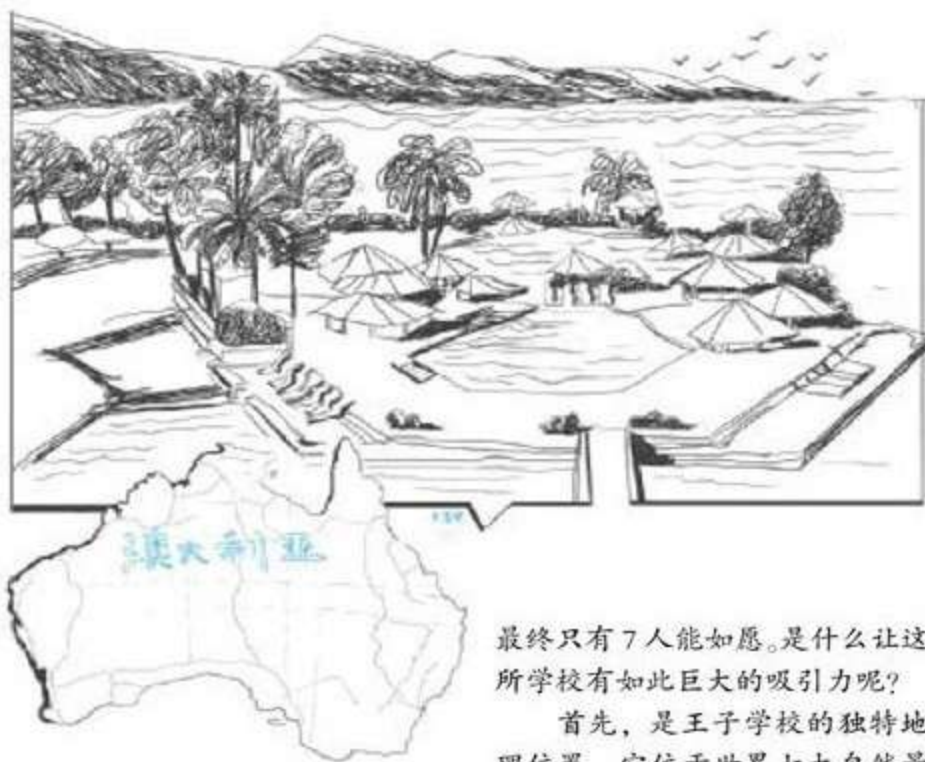 澳大利亚
最终只有7人能如愿。是什么让这
所学校有如此巨大的吸引力呢?
首先，是王子学校的独特地